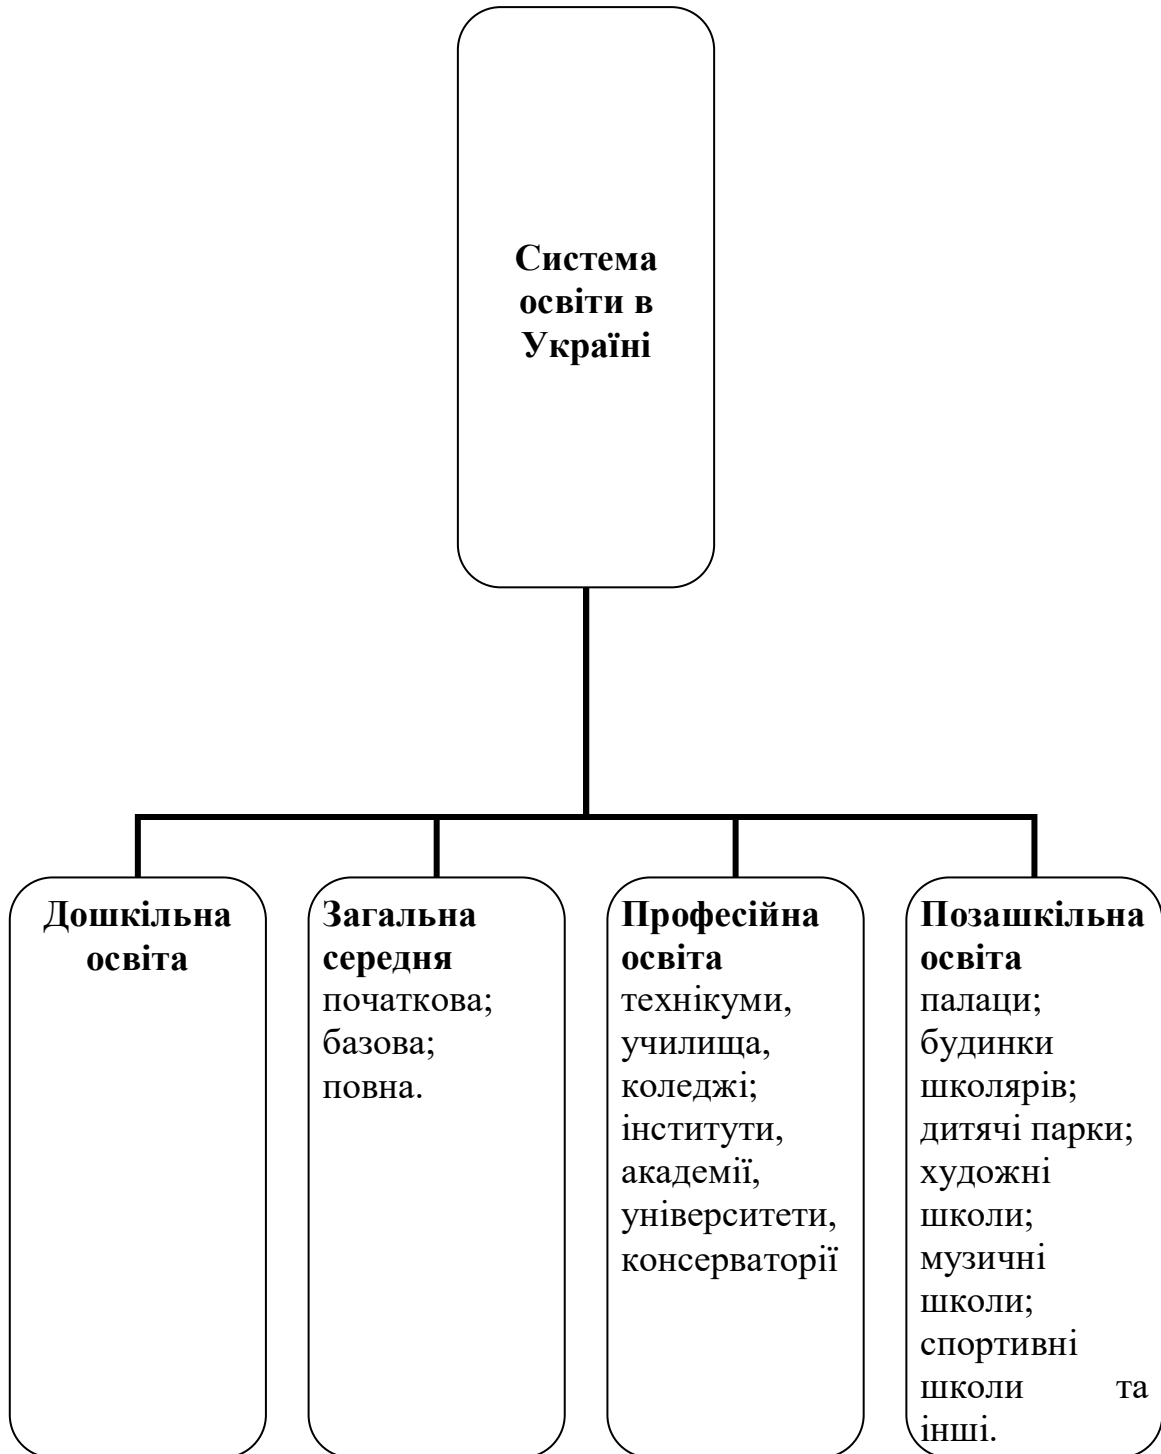 Система
освіти в
Україні
Дошкільна
освіта
Загальна
середня
початкова;
базова;
повна.
Професійна
освіта
технікуми,
училища,
коледжі;
інститути,
академії,
університети,
консерваторії
Позашкільна
освіта
палаци;
будинки
школярів;
дитячі парки;
художні
школи;
музичні
школи;
спортивні
школи та
інші.